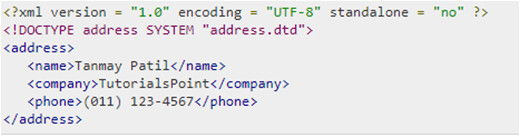 <?xml version = "1.0" encoding = "UTF-8" standalone = "no" ?>
<!DOCTYPE address SYSTEM "address.dtd">
<address>
   <name>Tanmay Patil</name>
   <company>TutorialsPoint</company>
   <phone>(011) 123-4567</phone>
</address>